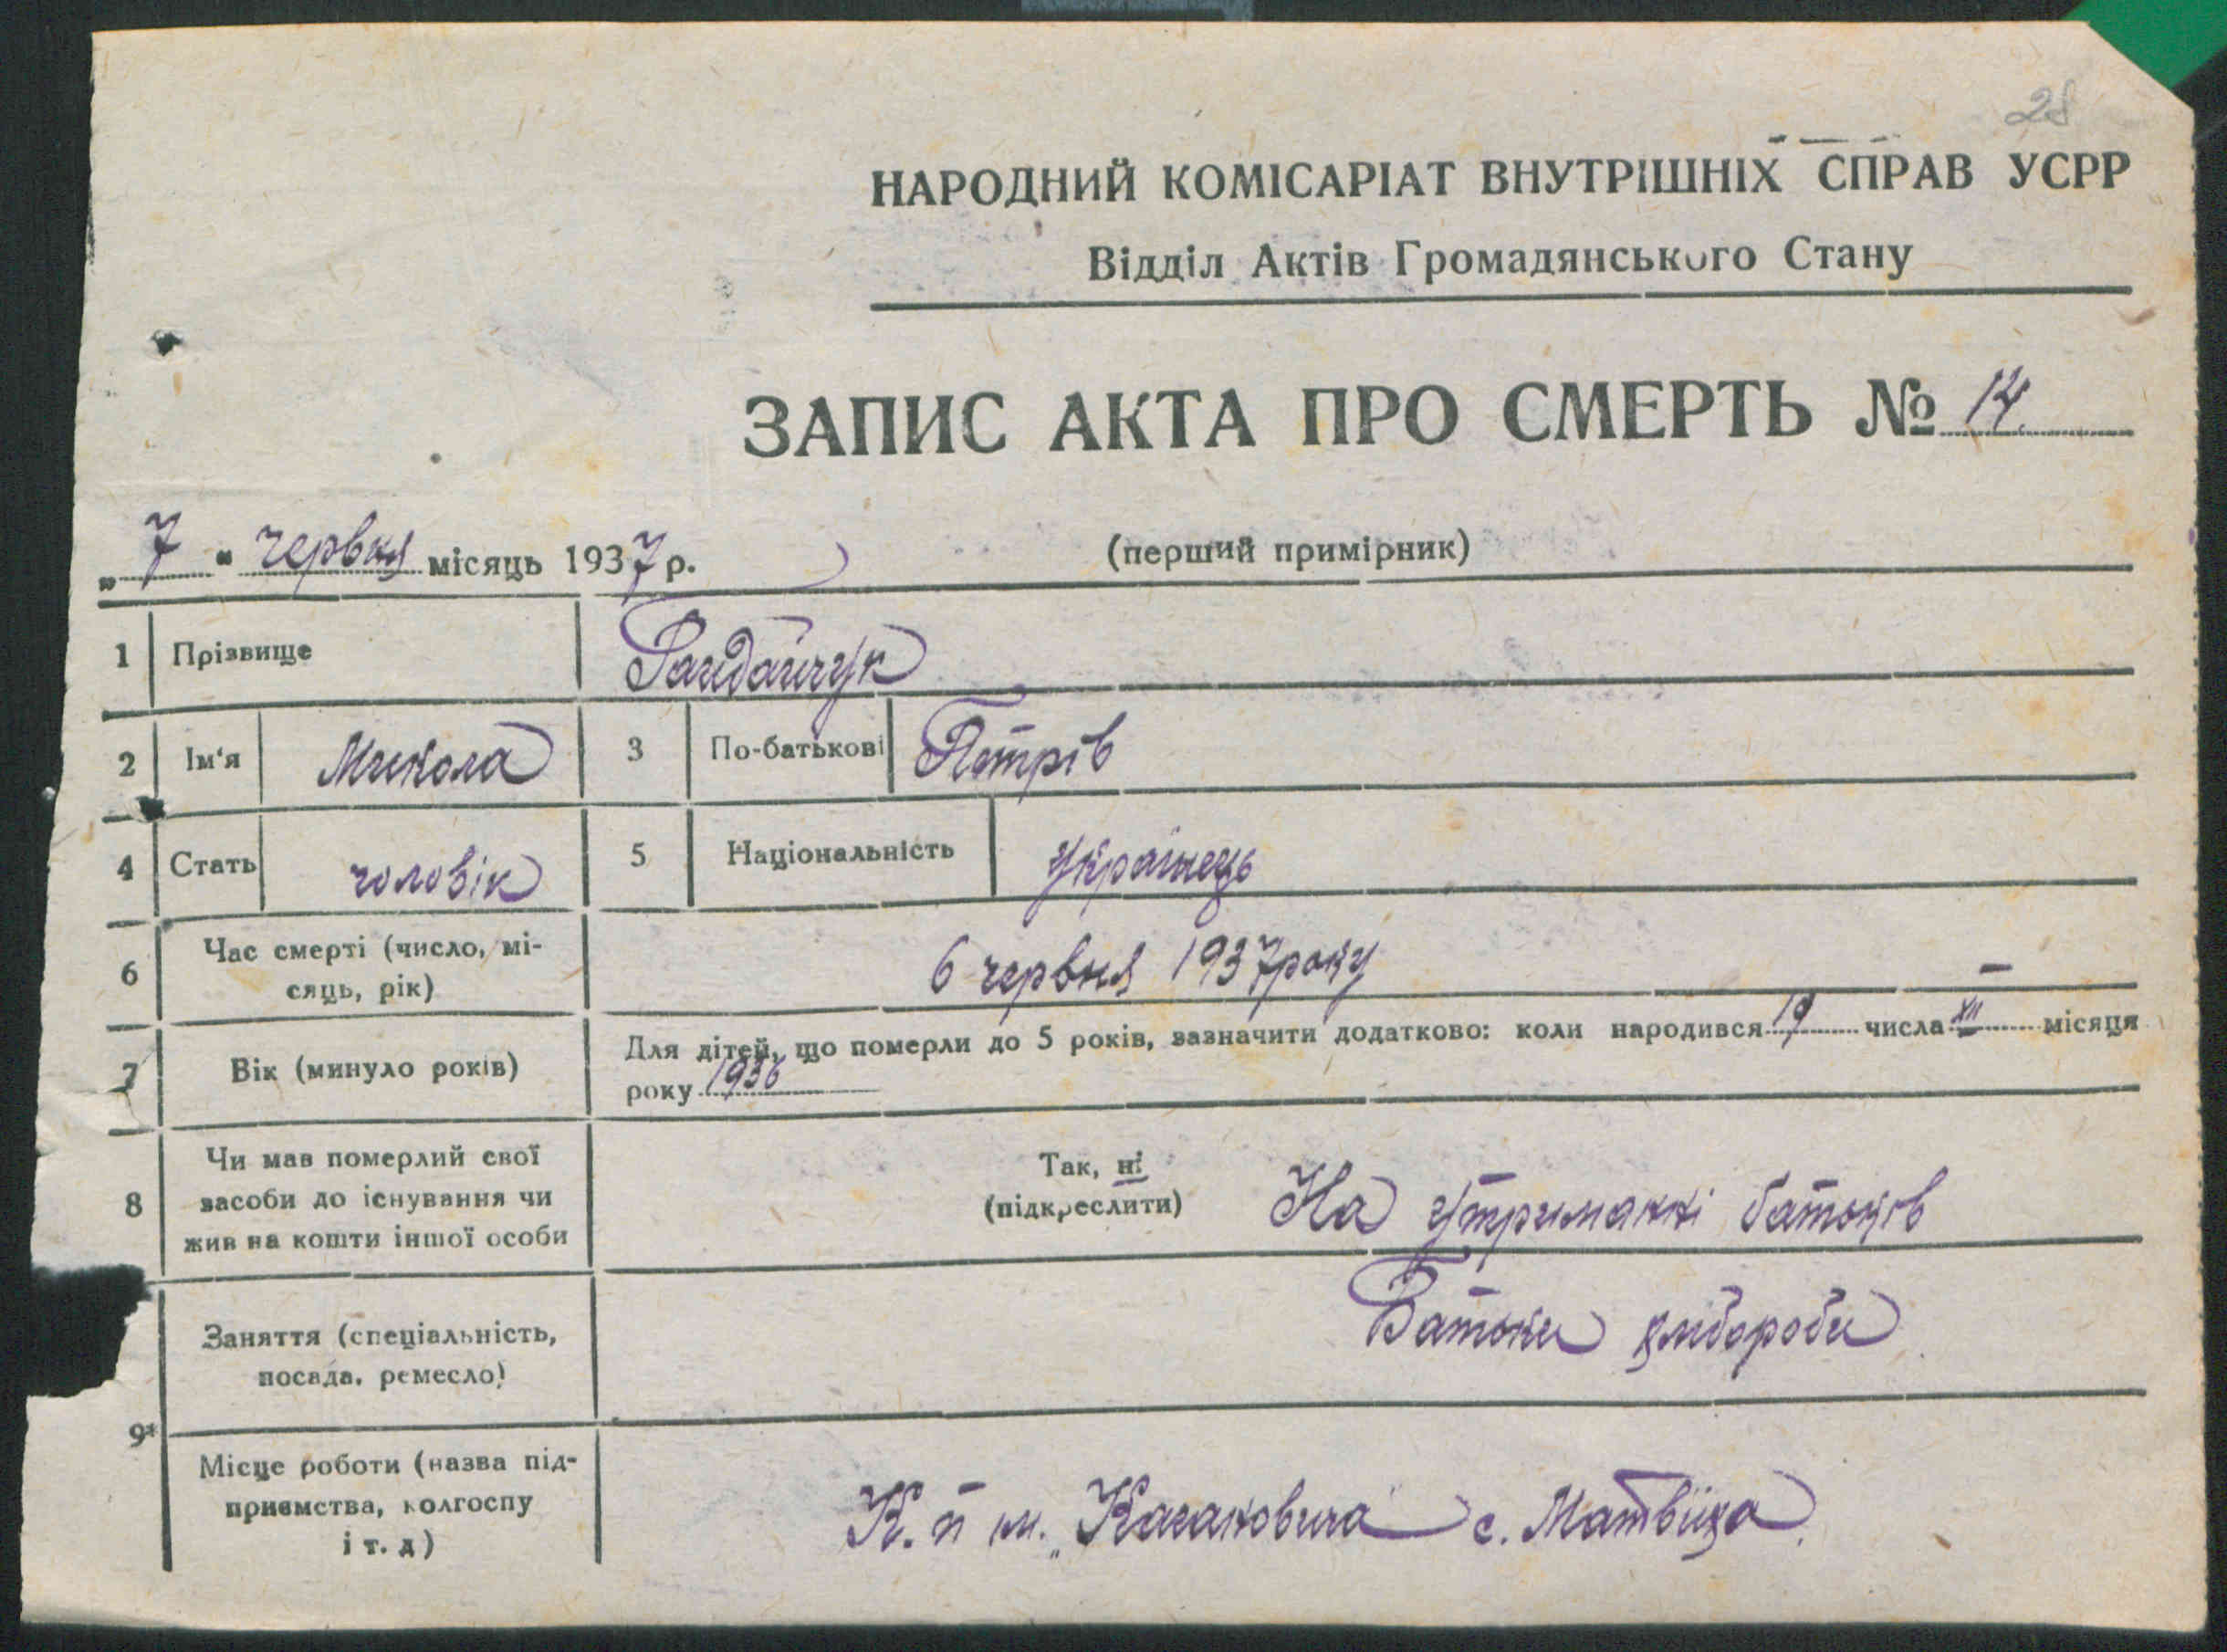 28
НАРОДНИЙ КОМІСАРІАТ ВНУТРІШНІХ СПРАВ УСРР
Відділ Актів Громадянського Стану
ЗАПИС АКТА ПРО СМЕРТЬ № 14.
„ 7 " червня місяць 1937 р.
(перший примірник)
1 Прізвище
2 Ім'я Микола 3 По-батькові Петрів
4 Стать чоловік 5 Національність Українець
6 Час смерті (число, мі-
сяць, рік) 6 червня 1937 року
7 Вік (минуло років) Для дітей, що померли до 5 років, зазначити додатково: коли народився 19 числа XII місяця
року 1936
8 Чи мав померлий свої
засоби до існування чи
жив на кошти іншої особи
Так, ні
(підкреслити) На утриманні батьків
9* Заняття (спеціальність,
посада, ремесло) Батьки хлібороби
Місце роботи (назва під-
приємства, колгоспу
і т. д) К. п ім. „Кагановича" с. Матвіїха.